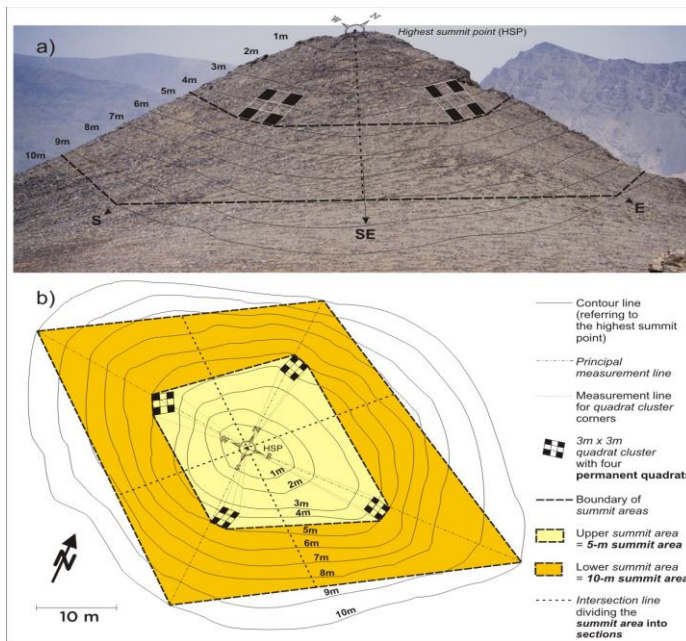 a)
W
N
Highest summit point (HSP)
1m
2m
3m
4m
5m
6m
7m
8m
9m
10m
S
SE
E
b)
N
W
HSP
E
S
1m
2m
3m
4m
5m
6m
7m
8m
9m
10m
N
10 m
Contour line
(referring to
the highest summit
point)
Principal
measurement line
Measurement line
for quadrat cluster
corners
3m x 3m
quadrat cluster
with four
permanent quadrats
Boundary of
summit areas
Upper summit area
= 5-m summit area
Lower summit area
= 10-m summit area
Intersection line
dividing the
summit area into
sections